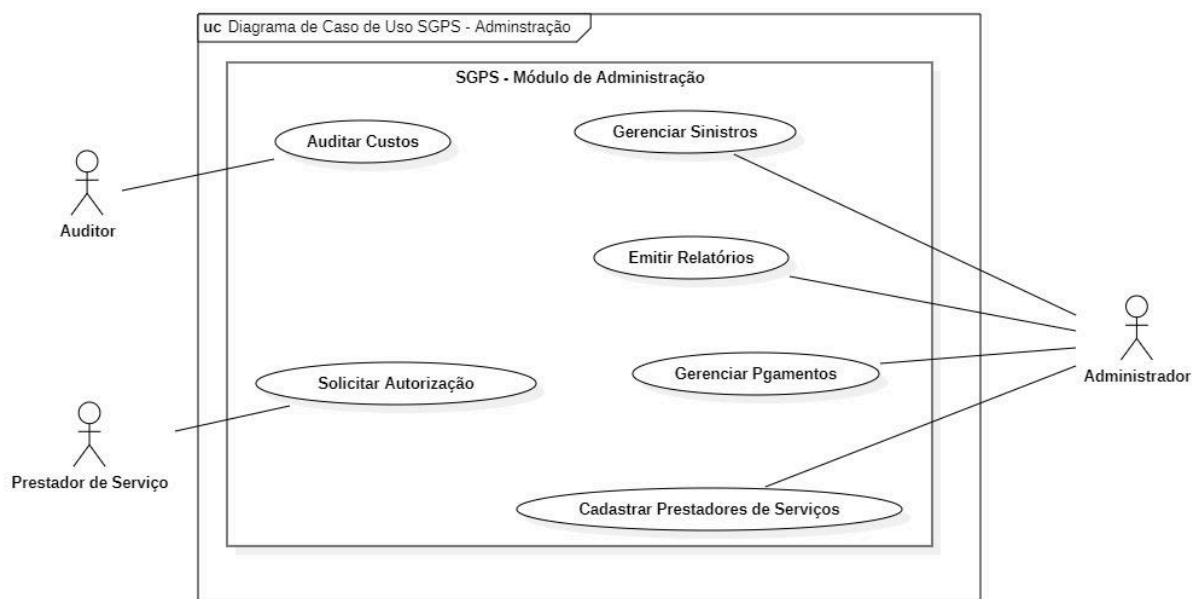 uc Diagrama de Caso de Uso SGPS - Adminstração
SGPS - Módulo de Administração
Auditar Custos
Gerenciar Sinistros
Auditor
Emitir Relatórios
Administrador
Solicitar Autorização
Gerenciar Pgamentos
Prestador de Serviço
Cadastrar Prestadores de Serviços